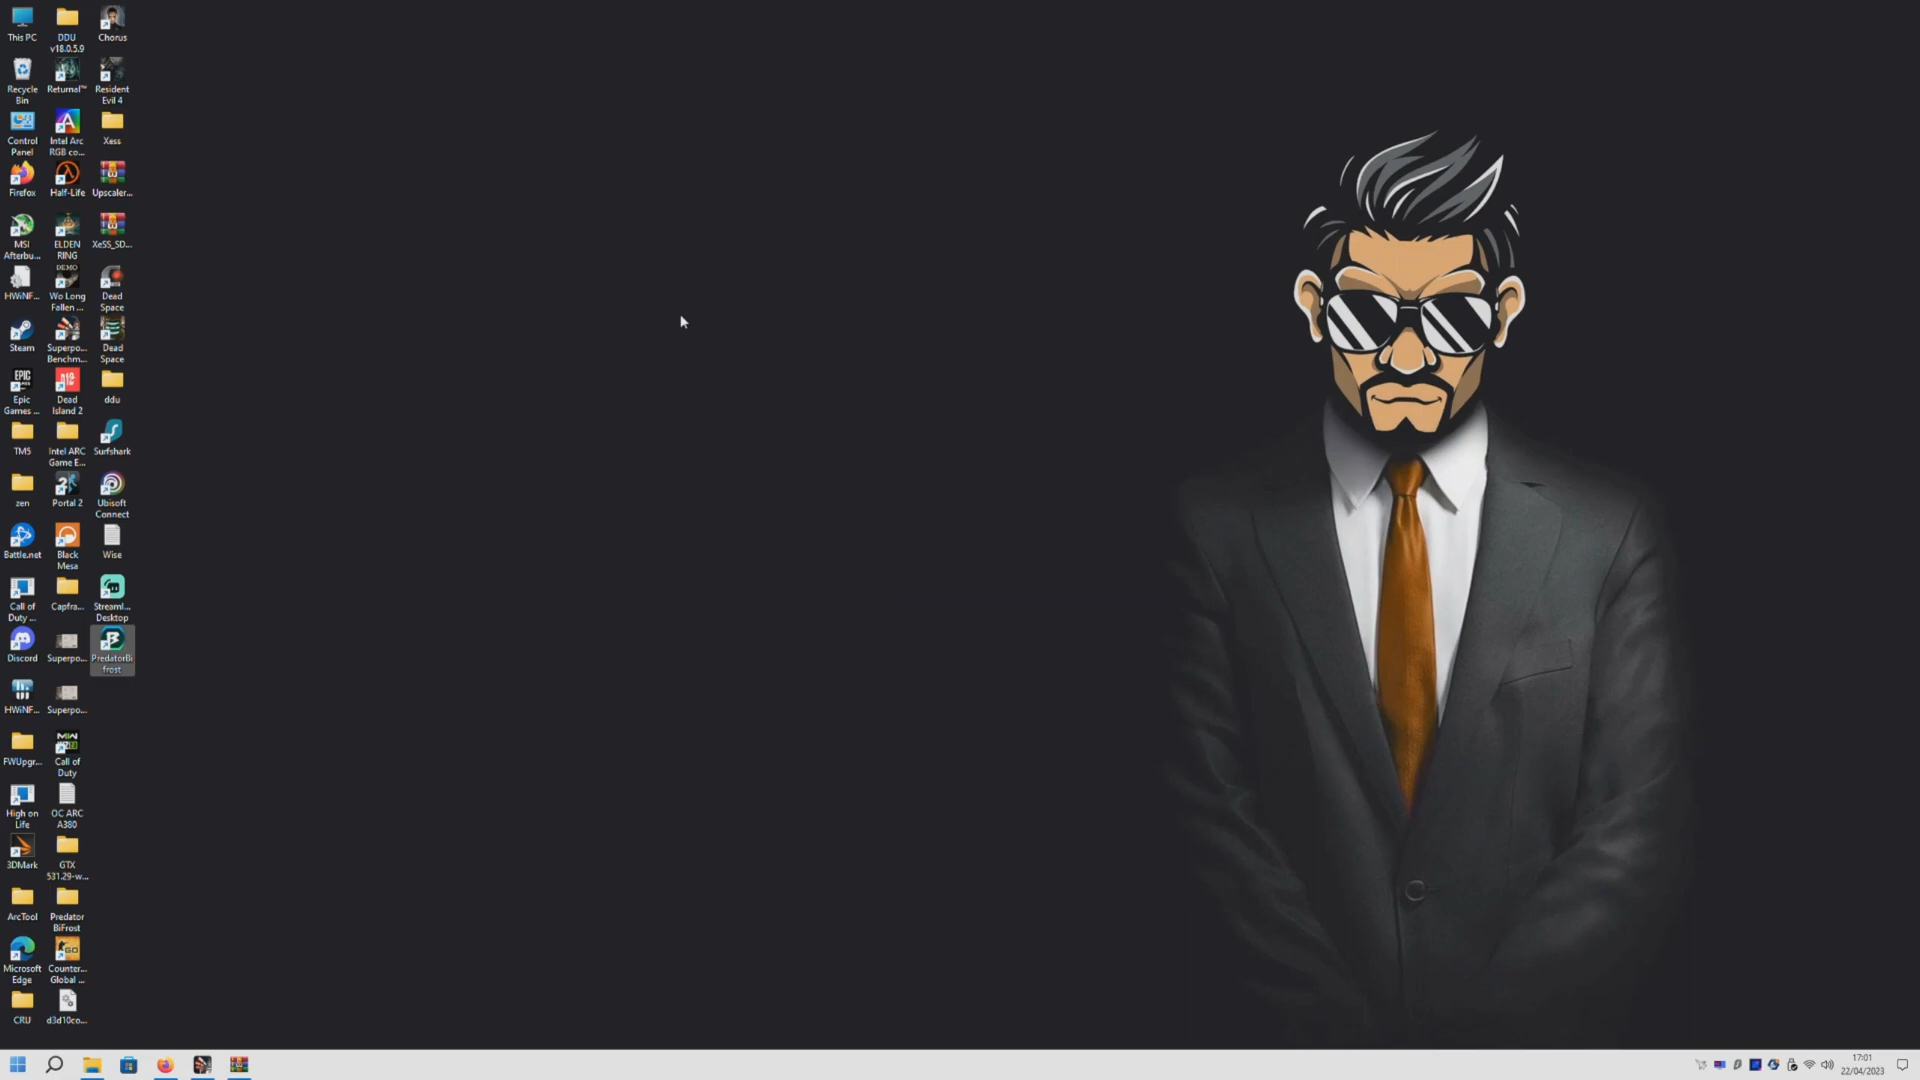 This PC
Recycle
Bin
Control
Panel
Firefox
MSI
Afterbu...
HWiNF...
Steam
EPIC
Epic
Games ...
TM5
zen
Battle.net
Call of
Duty ...
Discord
HWiNF...
FWUpgr...
High on
Life
3DMark
ArcTool
Microsoft
Edge
CRU
DDU
v18.0.5.9
Returnal™
Intel Arc
RGB co...
Half-Life
ELDEN
RING
DEMO
Wo Long
Fallen ...
Superpo...
Benchm...
Dead
Island 2
Intel ARC
Game E...
Portal 2
Black
Mesa
Capfra...
Superpo...
Superpo...
Call of
Duty
OC ARC
A380
GTX
531.29-w...
Predator
BiFrost
GO
Counter...
Global ...
d3d10co...
Chorus
Resident
Evil 4
Xess
Upscaler...
XeSS_SD...
Dead
Space
Dead
Space
ddu
Surfshark
Ubisoft
Connect
Wise
Streaml...
Desktop
PredatorBi
frost
17:01
22/04/2023